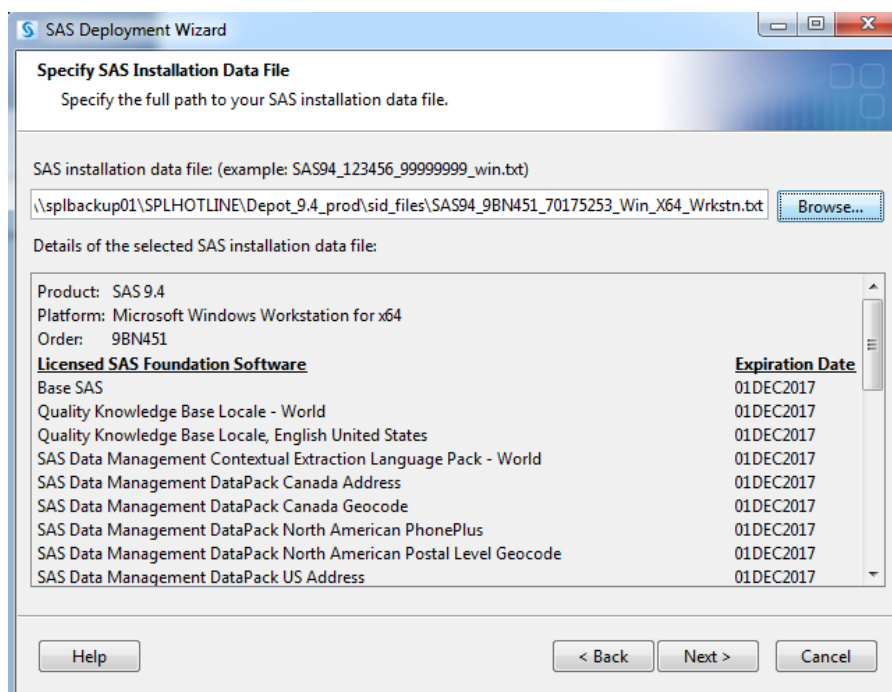 SAS Deployment Wizard
Specify SAS Installation Data File
Specify the full path to your SAS installation data file.
SAS installation data file: (example: SAS94_123456_99999999_win.txt)
\\splbackup01\SPLHOTLINE\Depot_9.4_prod\sid_files\SAS94_9BN451_70175253_Win_X64_Wrkstn.txt Browse...
Details of the selected SAS installation data file:
Product: SAS 9.4
Platform: Microsoft Windows Workstation for x64
Order: 9BN451
Licensed SAS Foundation Software Expiration Date
Base SAS 01DEC2017
Quality Knowledge Base Locale - World 01DEC2017
Quality Knowledge Base Locale, English United States 01DEC2017
SAS Data Management Contextual Extraction Language Pack - World 01DEC2017
SAS Data Management DataPack Canada Address 01DEC2017
SAS Data Management DataPack Canada Geocode 01DEC2017
SAS Data Management DataPack North American PhonePlus 01DEC2017
SAS Data Management DataPack North American Postal Level Geocode 01DEC2017
SAS Data Management DataPack US Address 01DEC2017
Help < Back Next > Cancel